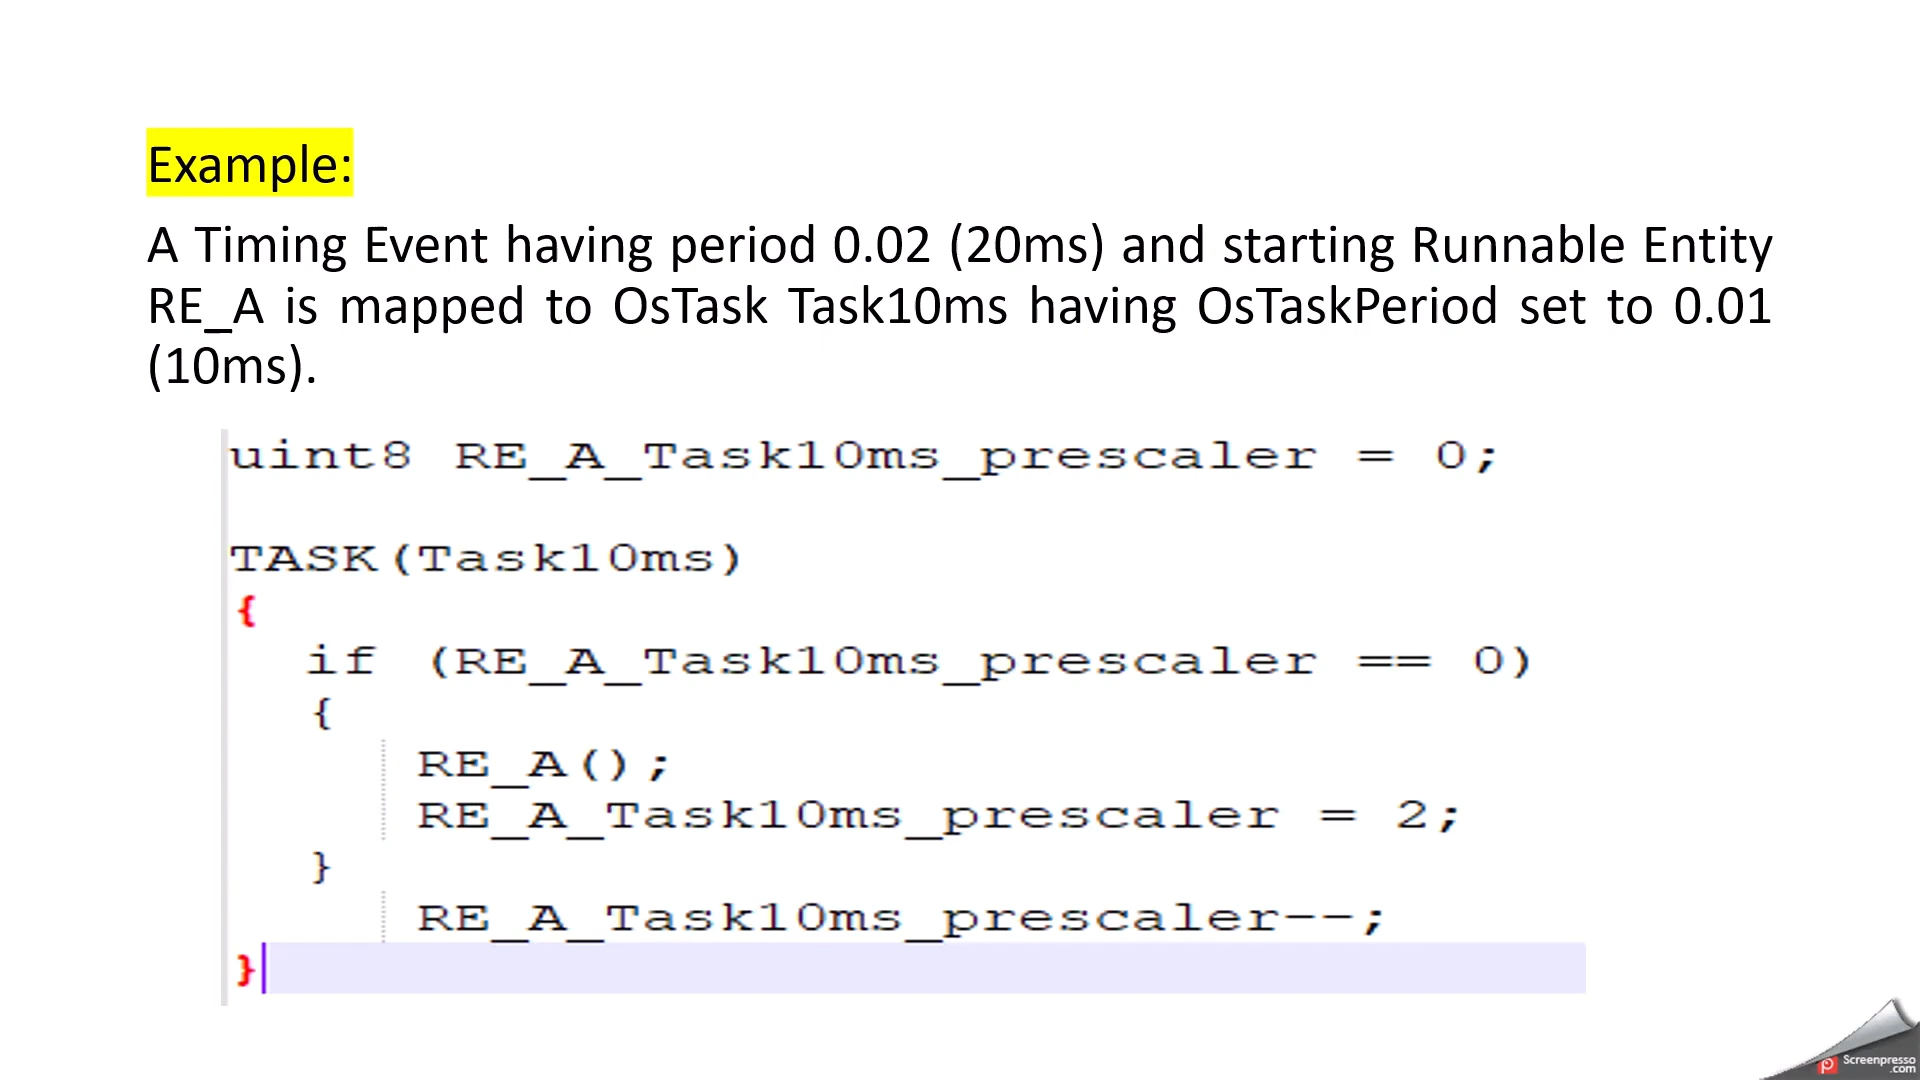 Example:
A Timing Event having period 0.02 (20ms) and starting Runnable Entity
RE_A is mapped to OsTask Task10ms having OsTaskPeriod set to 0.01
(10ms).
uint8 RE_A_Task10ms_prescaler = 0;
TASK(Task10ms)
{
if (RE_A_Task10ms_prescaler == 0)
{
RE_A();
RE_A_Task10ms_prescaler = 2;
}
RE_A_Task10ms_prescaler--;
}
Screenpresso
.com